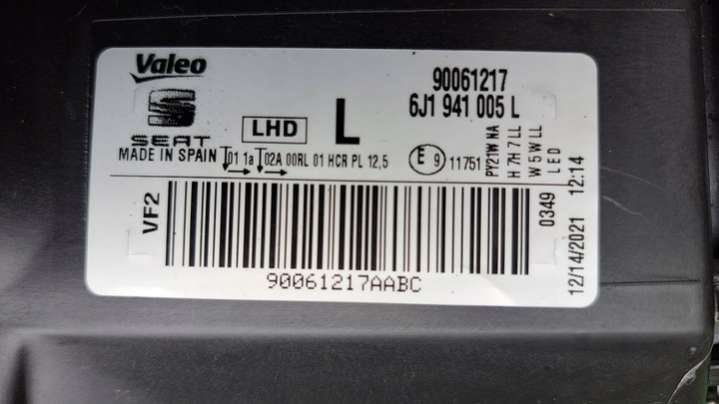 Valeo
90061217
6J1 941 005 L
SEAT
LHD
L
MADE IN SPAIN 01 1a 02A 00RL 01 HCR PL 12,5
E 9 11751
PY21W NA
H 7H 7 LL
W 5 W LL
LED
VF2
0349
12/14/2021 12:14
90061217AABC